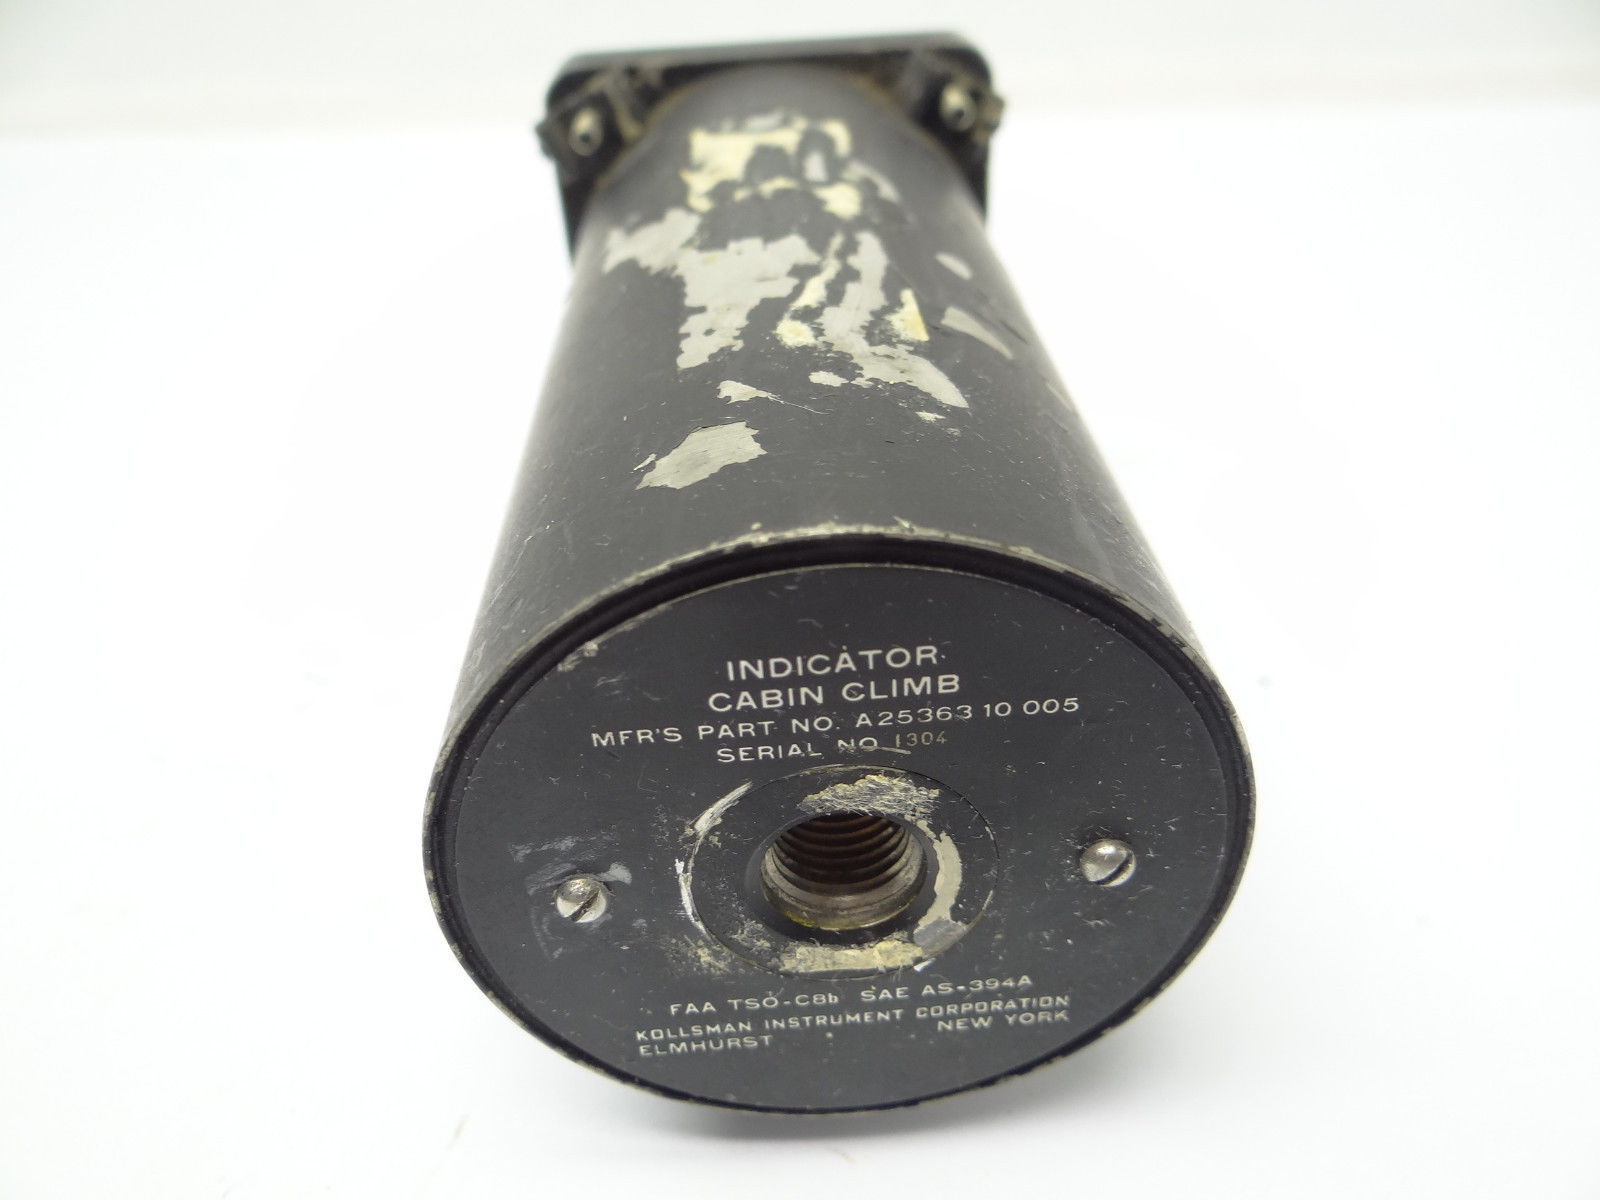 INDICATOR
CABIN CLIMB
MFR'S PART NO. A25363 10 005
SERIAL NO 1304
FAA TSO-C8b SAE AS-394A
KOLLSMAN INSTRUMENT CORPORATION
ELMHURST NEW YORK